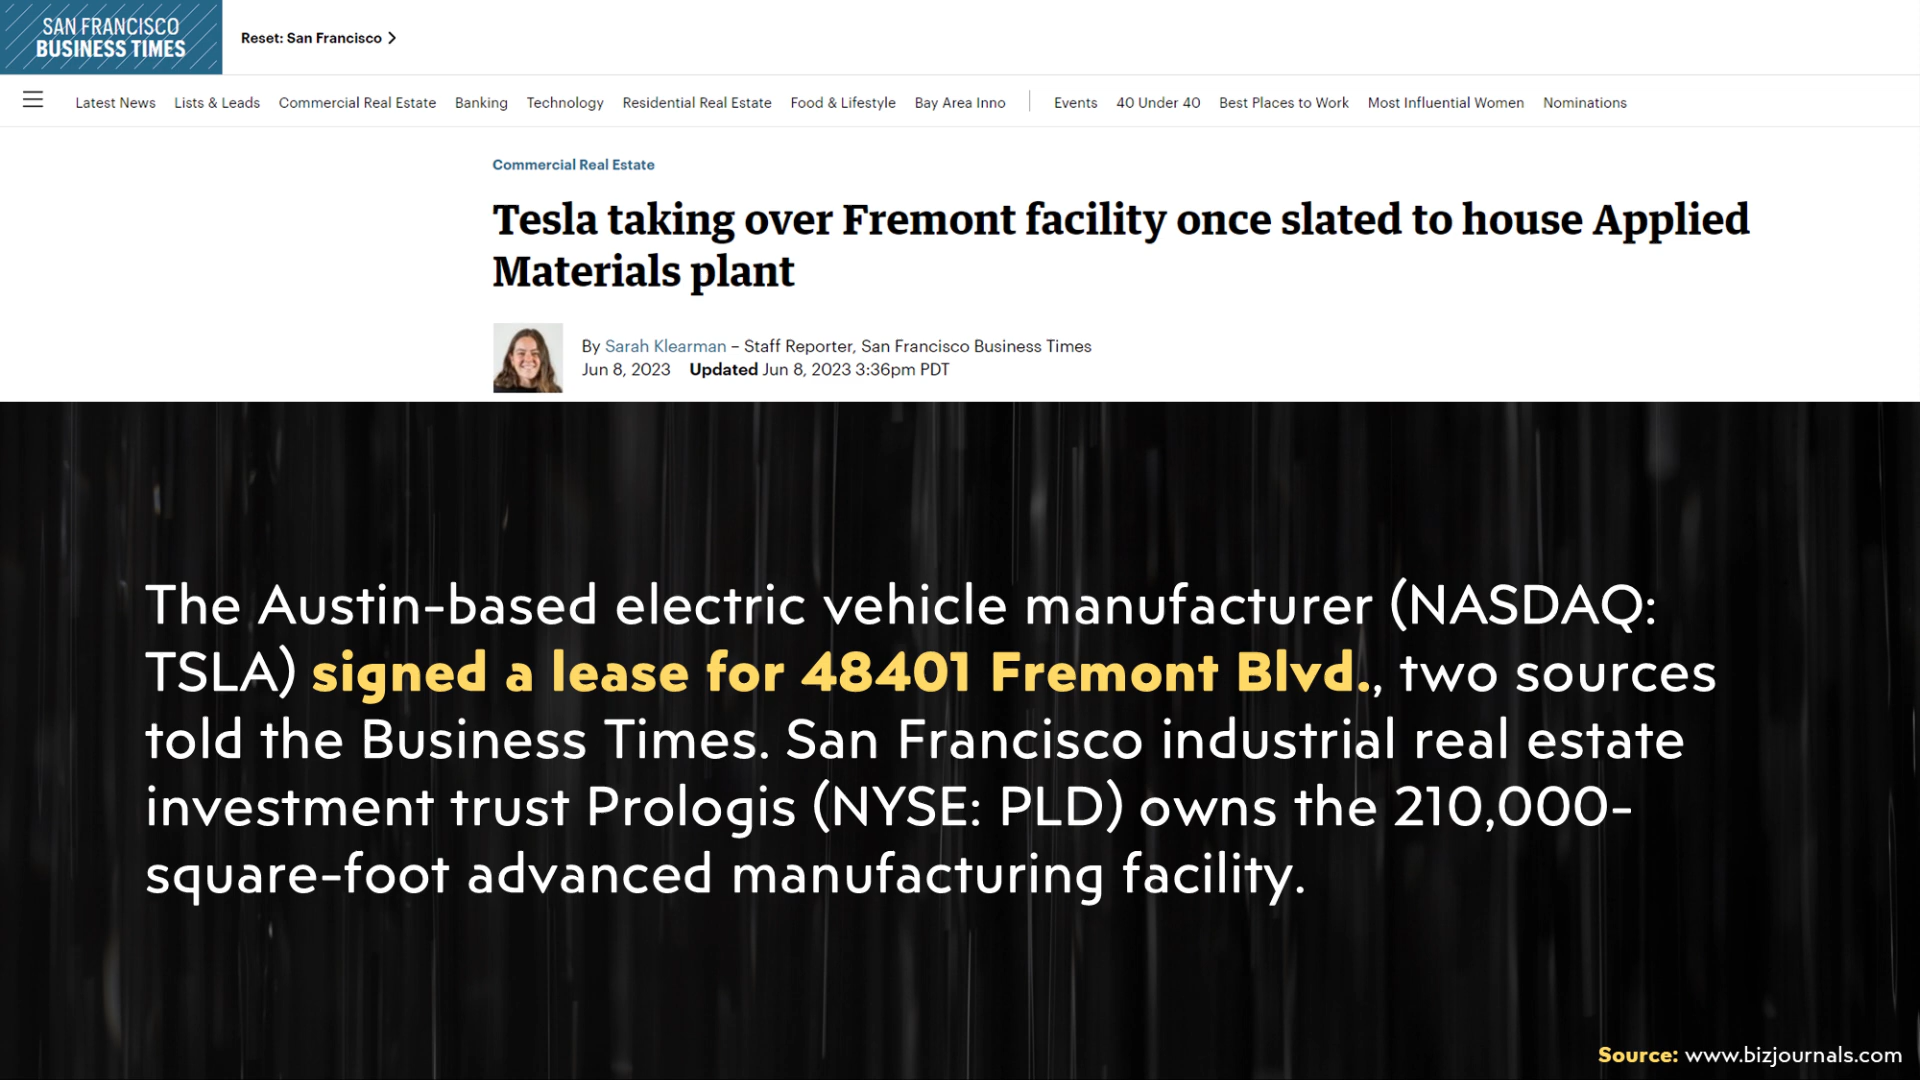 SAN FRANCISCO
BUSINESS TIMES
Reset: San Francisco
Latest News Lists & Leads Commercial Real Estate Banking Technology Residential Real Estate Food & Lifestyle Bay Area Inno Events 40 Under 40 Best Places to Work Most Influential Women Nominations
Commercial Real Estate
Tesla taking over Fremont facility once slated to house Applied
Materials plant
By Sarah Klearman – Staff Reporter, San Francisco Business Times
Jun 8, 2023 Updated Jun 8, 2023 3:36pm PDT
The Austin-based electric vehicle manufacturer (NASDAQ:
TSLA) signed a lease for 48401 Fremont Blvd., two sources
told the Business Times. San Francisco industrial real estate
investment trust Prologis (NYSE: PLD) owns the 210,000-
square-foot advanced manufacturing facility.
Source: www.bizjournals.com